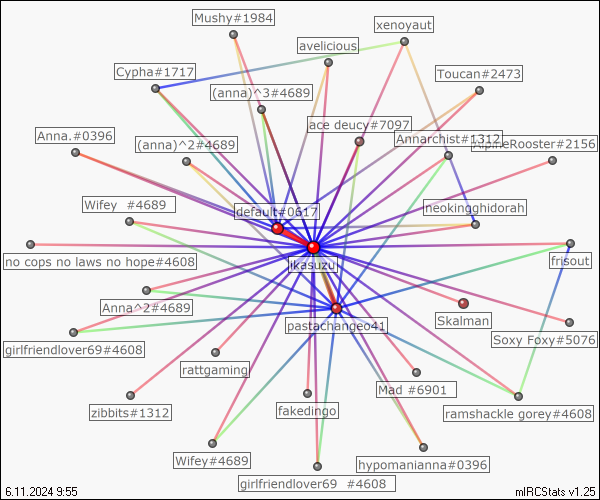 Mushy#1984
xenoyaut
avelicious
Cypha#1717
Toucan#2473
(anna)^3#4689
ace deucy#7097
Anna.#0396
(anna)^2#4689
Annarchist#1312
AlpineRooster#2156
Wifey #4689
default#0617
neokingghidorah
no cops no laws no hope#4608
ikasuzu
frisout
Anna^2#4689
pastachangeo41
Skalman
girlfriendlover69#4608
Soxy Foxy#5076
rattgaming
Mad #6901
zibbits#1312
fakedingo
ramshackle gorey#4608
Wifey#4689
hypomanianna#0396
girlfriendlover69 #4608
6.11.2024 9:55
mIRCStats v1.25